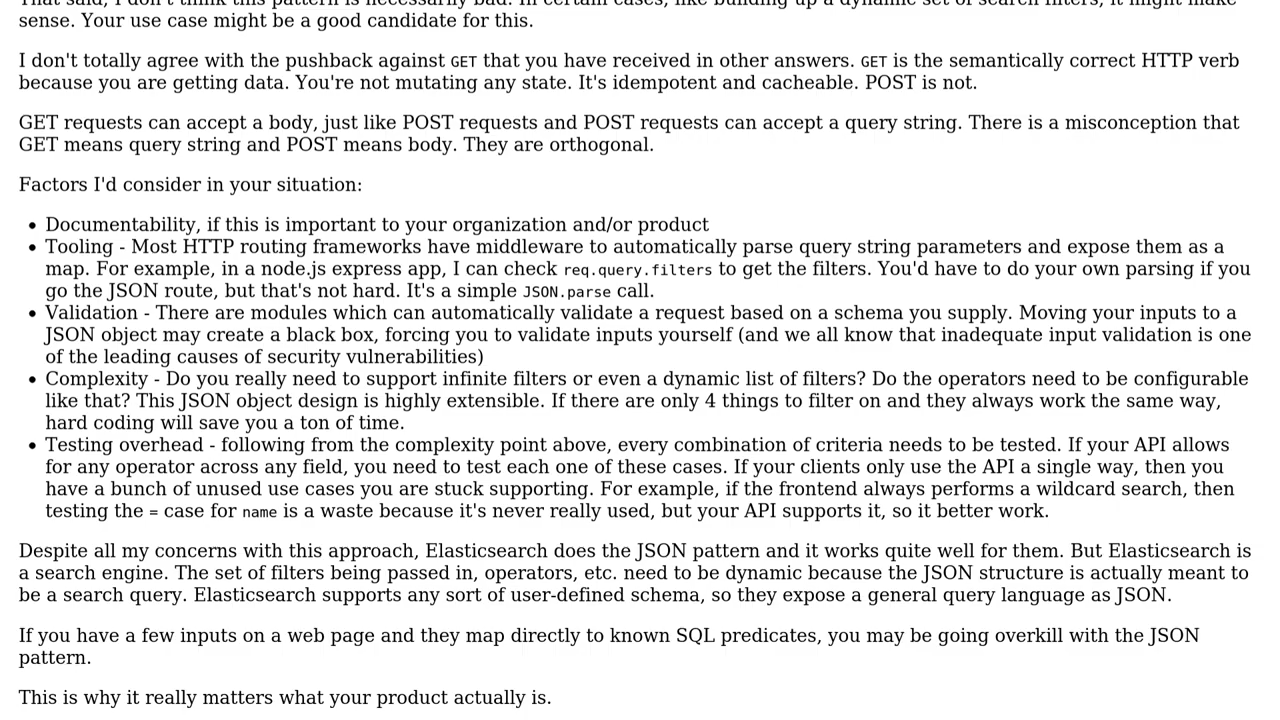 That said, I don't think this pattern is necessarily bad. In certain cases, like building up a dynamic set of search filters, it might make
sense. Your use case might be a good candidate for this.
I don't totally agree with the pushback against GET that you have received in other answers. GET is the semantically correct HTTP verb
because you are getting data. You're not mutating any state. It's idempotent and cacheable. POST is not.
GET requests can accept a body, just like POST requests and POST requests can accept a query string. There is a misconception that
GET means query string and POST means body. They are orthogonal.
Factors I'd consider in your situation:
• Documentability, if this is important to your organization and/or product
• Tooling - Most HTTP routing frameworks have middleware to automatically parse query string parameters and expose them as a
map. For example, in a node.js express app, I can check req.query.filters to get the filters. You'd have to do your own parsing if you
go the JSON route, but that's not hard. It's a simple JSON.parse call.
• Validation - There are modules which can automatically validate a request based on a schema you supply. Moving your inputs to a
JSON object may create a black box, forcing you to validate inputs yourself (and we all know that inadequate input validation is one
of the leading causes of security vulnerabilities)
• Complexity - Do you really need to support infinite filters or even a dynamic list of filters? Do the operators need to be configurable
like that? This JSON object design is highly extensible. If there are only 4 things to filter on and they always work the same way,
hard coding will save you a ton of time.
• Testing overhead - following from the complexity point above, every combination of criteria needs to be tested. If your API allows
for any operator across any field, you need to test each one of these cases. If your clients only use the API a single way, then you
have a bunch of unused use cases you are stuck supporting. For example, if the frontend always performs a wildcard search, then
testing the = case for name is a waste because it's never really used, but your API supports it, so it better work.
Despite all my concerns with this approach, Elasticsearch does the JSON pattern and it works quite well for them. But Elasticsearch is
a search engine. The set of filters being passed in, operators, etc. need to be dynamic because the JSON structure is actually meant to
be a search query. Elasticsearch supports any sort of user-defined schema, so they expose a general query language as JSON.
If you have a few inputs on a web page and they map directly to known SQL predicates, you may be going overkill with the JSON
pattern.
This is why it really matters what your product actually is.